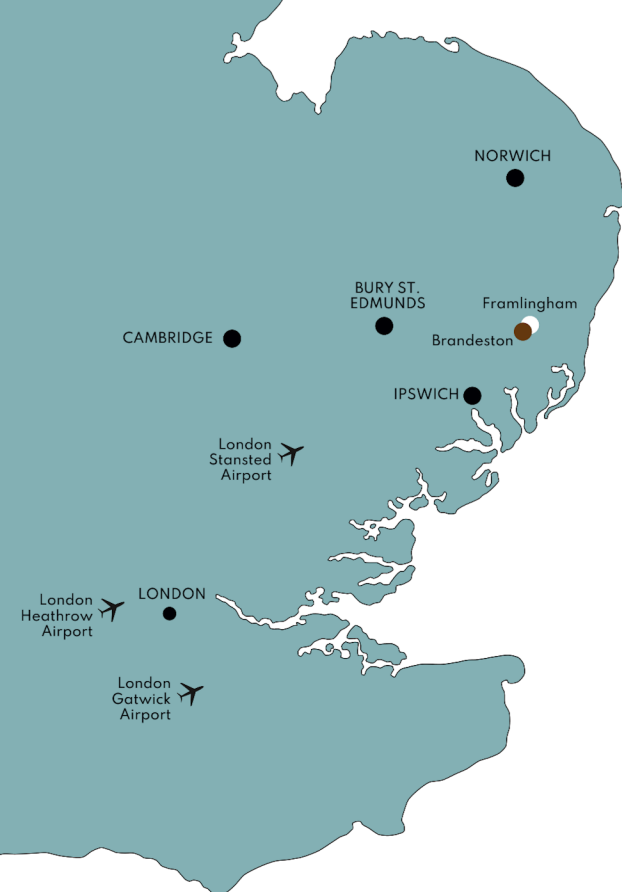 NORWICH
BURY ST.
EDMUNDS
Framlingham
CAMBRIDGE
Brandeston
IPSWICH
London
Stansted
Airport
London
Heathrow
Airport
LONDON
London
Gatwick
Airport